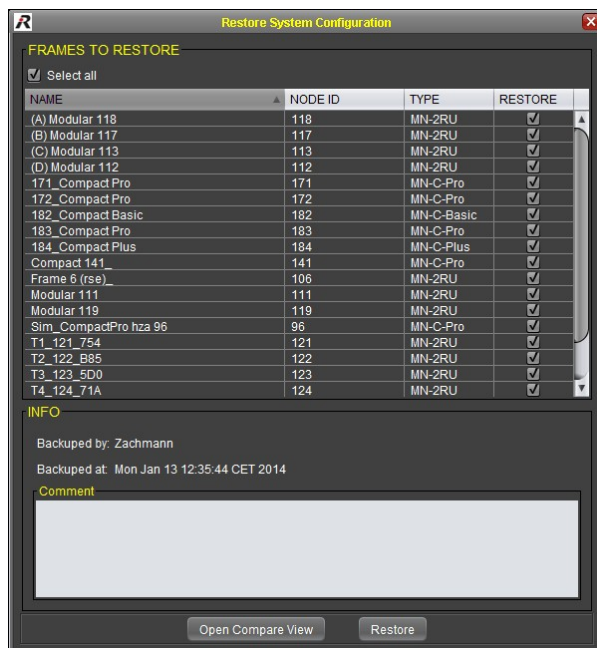 R Restore System Configuration
FRAMES TO RESTORE
Select all
NAME NODE ID TYPE RESTORE
(A) Modular 118 118 MN-2RU
(B) Modular 117 117 MN-2RU
(C) Modular 113 113 MN-2RU
(D) Modular 112 112 MN-2RU
171_Compact Pro 171 MN-C-Pro
172_Compact Pro 172 MN-C-Pro
182_Compact Basic 182 MN-C-Basic
183_Compact Pro 183 MN-C-Pro
184_Compact Plus 184 MN-C-Plus
Compact 141_ 141 MN-C-Pro
Frame 6 (rse)_ 106 MN-2RU
Modular 111 111 MN-2RU
Modular 119 119 MN-2RU
Sim_CompactPro hza 96 96 MN-C-Pro
T1_121_754 121 MN-2RU
T2_122_B85 122 MN-2RU
T3_123_5D0 123 MN-2RU
T4_124_71A 124 MN-2RU
INFO
Backuped by: Zachmann
Backuped at: Mon Jan 13 12:35:44 CET 2014
Comment
Open Compare View Restore